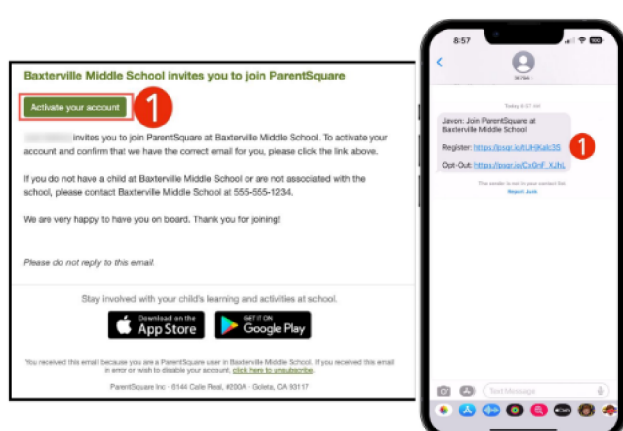 Baxterville Middle School invites you to join ParentSquare
Activate your account
1
invites you to join ParentSquare at Baxterville Middle School. To activate your
account and confirm that we have the correct email for you, please click the link above.
If you do not have a child at Baxterville Middle School or are not associated with the
school, please contact Baxterville Middle School at 555-555-1234.
We are very happy to have you on board. Thank you for joining!
Please do not reply to this email.
Stay involved with your child's learning and activities at school.
Download on the
App Store
GET IT ON
Google Play
You received this email because you are a ParentSquare user in Baxterville Middle School. If you received this email
in error or wish to disable your account, click here to unsubscribe.
ParentSquare Inc · 6144 Calle Real, #200A · Goleta, CA 93117
8:57
Today 8:37 AM
Javon: Join ParentSquare at
Baxterville Middle School
Register:
1
Opt-Out:
The sender is not in your contact list.
Report Junk
Text Message